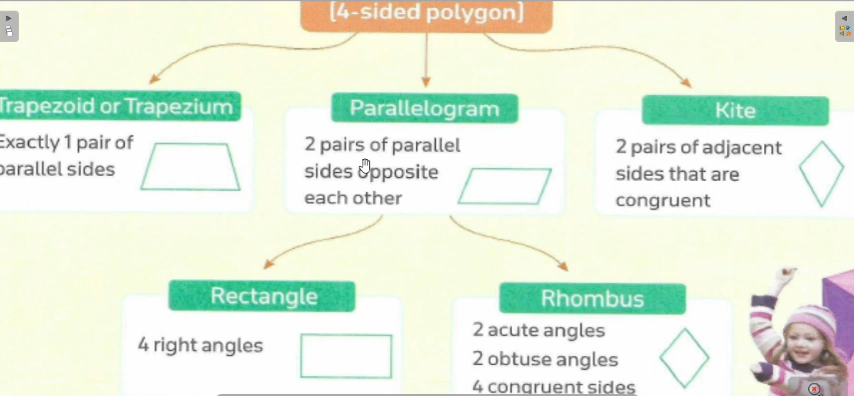 [4-sided polygon]
Trapezoid or Trapezium
Exactly 1 pair of
parallel sides
Parallelogram
2 pairs of parallel
sides opposite
each other
Kite
2 pairs of adjacent
sides that are
congruent
Rectangle
4 right angles
Rhombus
2 acute angles
2 obtuse angles
4 congruent sides